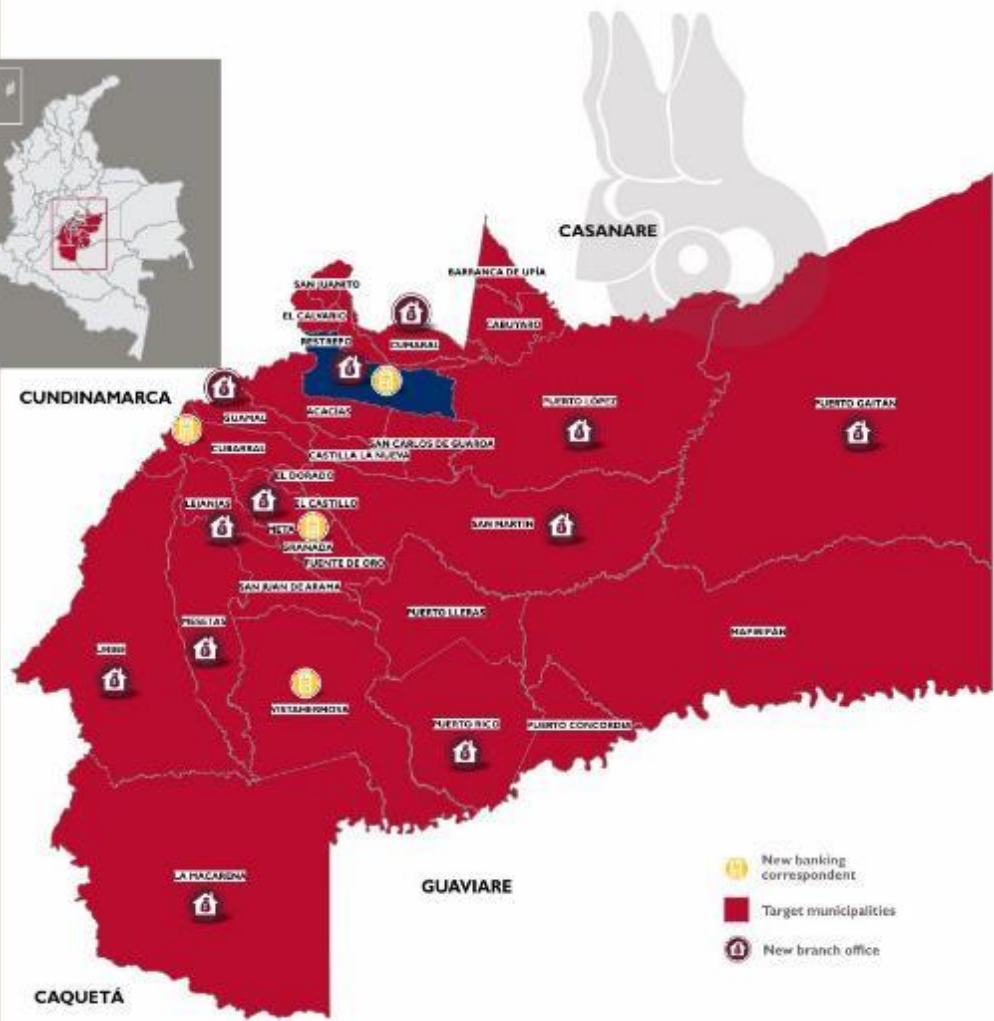 CASANARE
BARRANCA DE UPÍA
SAN JUANITO
EL CALVARIO
CABUYARO
RESTREPO
CUMARAL
CUNDINAMARCA
ACACÍAS
PUERTO LÓPEZ
PUERTO GAITÁN
GUAMAL
SAN CARLOS DE GUAROA
CUBARRAL
CASTILLA LA NUEVA
EL DORADO
LEJANÍAS
EL CASTILLO
META
SAN MARTÍN
GRANADA
FUENTE DE ORO
SAN JUAN DE ARAMA
PUERTO LLERAS
MESETAS
MAPIRIPÁN
URIBE
VISTAHERMOSA
PUERTO RICO
PUERTO CONCORDIA
LA MACARENA
GUAVIARE
CAQUETÁ
New banking
correspondent
Target municipalities
New branch office